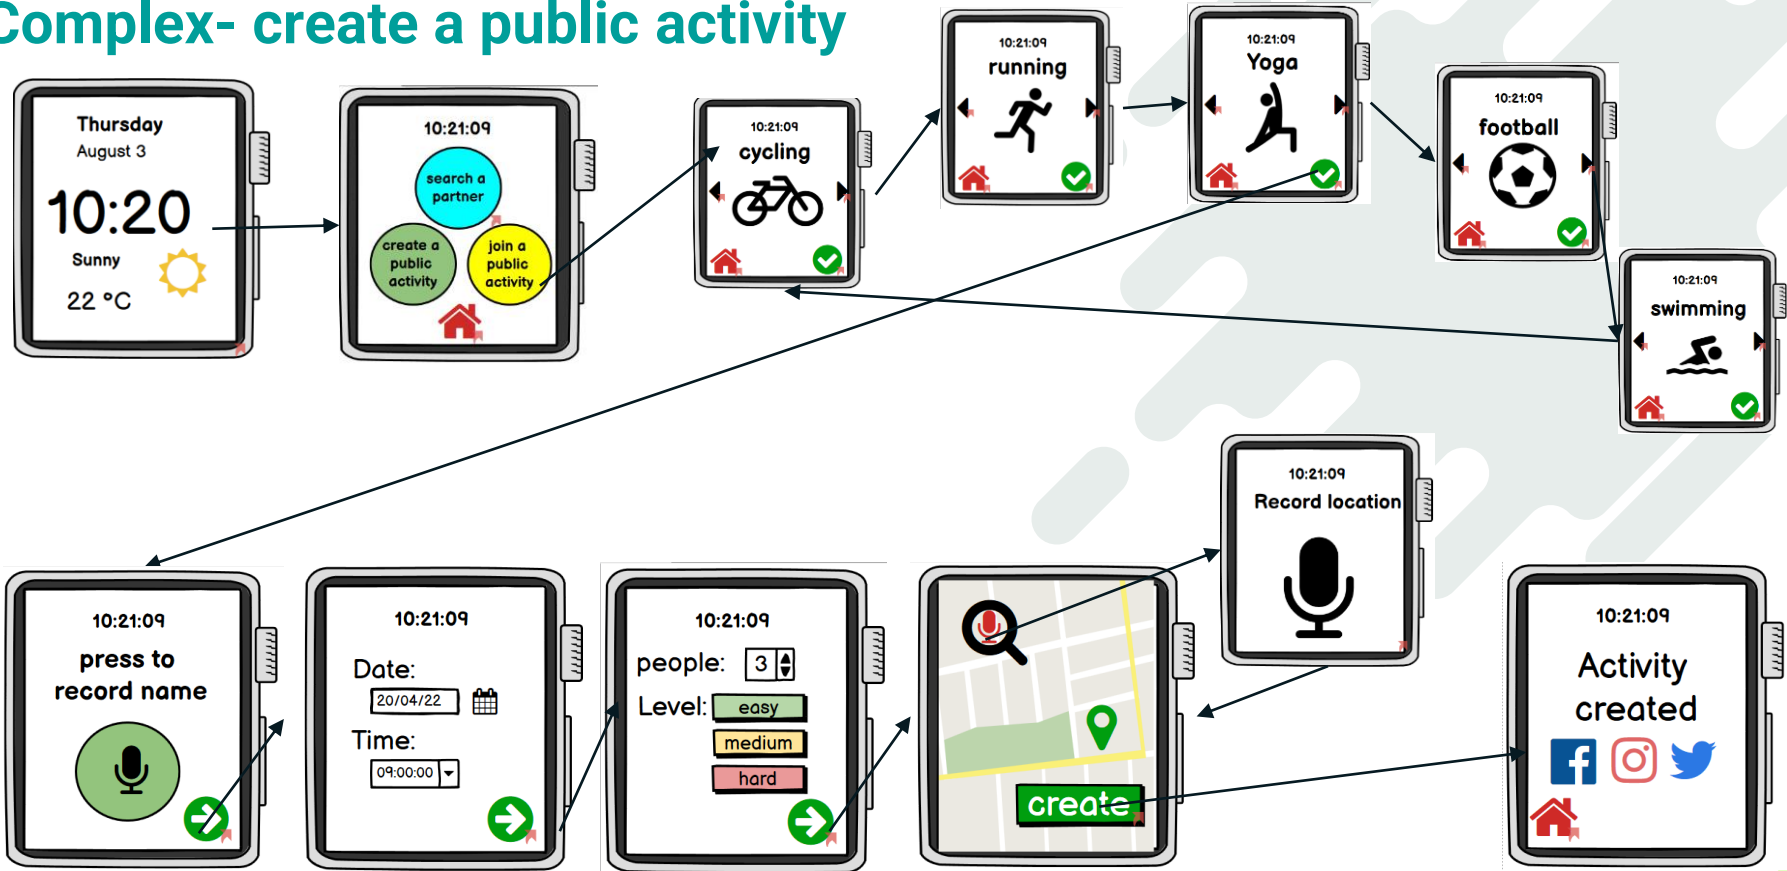 Complex- create a public activity
Thursday
August 3
10:20
Sunny
22 °C
10:21:09
search a
partner
create a
public
activity
join a
public
activity
10:21:09
cycling
10:21:09
running
10:21:09
Yoga
10:21:09
football
10:21:09
swimming
10:21:09
press to
record name
10:21:09
Date:
20/04/22
Time:
09:00:00
10:21:09
people: 3
Level: easy
medium
hard
create
10:21:09
Record location
10:21:09
Activity
created